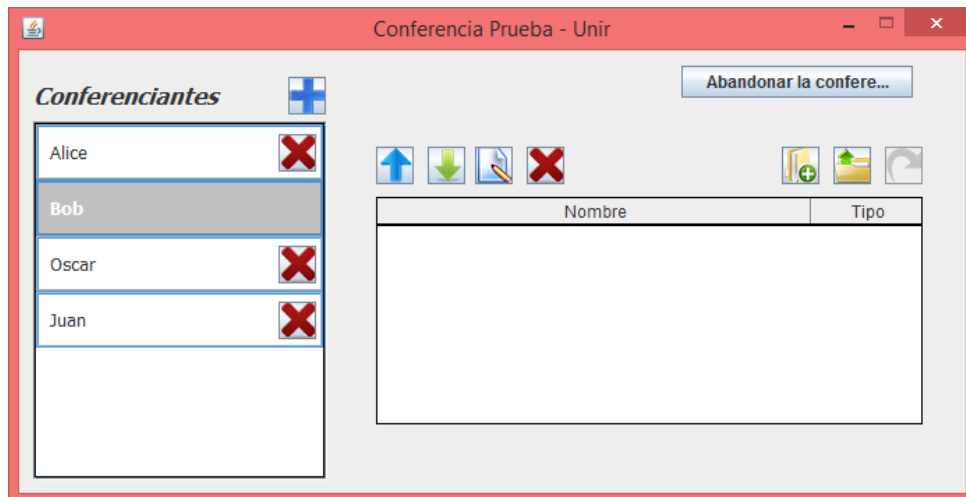 Conferencia Prueba - Unir
Abandonar la confere...
Conferenciantes
Alice
Bob
Oscar
Juan
Nombre Tipo